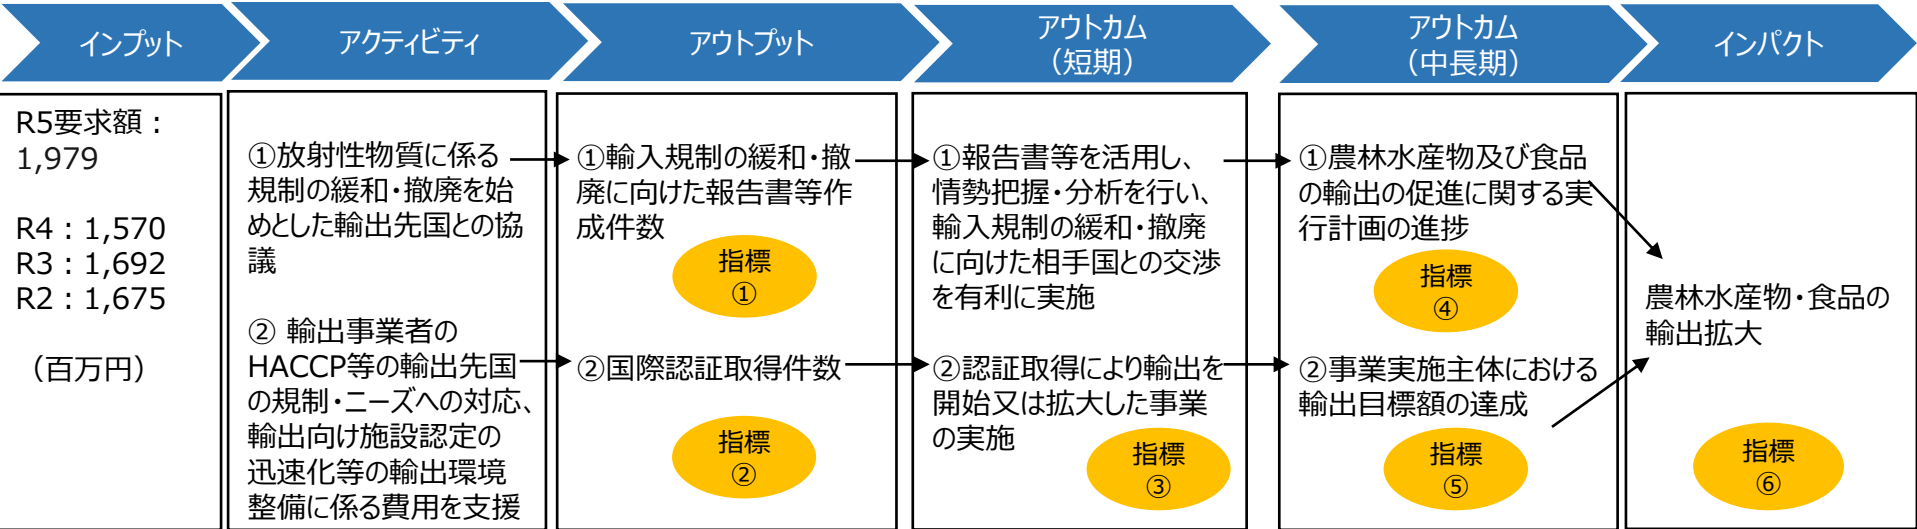 インプット
アクティビティ
アウトプット
アウトカム
（短期）
アウトカム
（中長期）
インパクト
R5要求額：
1,979
R4：1,570
R3：1,692
R2：1,675
（百万円）
①放射性物質に係る
規制の緩和・撤廃を始
めとした輸出先国との協
議
② 輸出事業者の
HACCP等の輸出先国
の規制・ニーズへの対応、
輸出向け施設認定の
迅速化等の輸出環境
整備に係る費用を支援
①輸入規制の緩和・撤
廃に向けた報告書等作
成件数
指標
①
②国際認証取得件数
指標
②
①報告書等を活用し、
情勢把握・分析を行い、
輸入規制の緩和・撤廃
に向けた相手国との交渉
を有利に実施
②認証取得により輸出を
開始又は拡大した事業
の実施
指標
③
①農林水産物及び食品
の輸出の促進に関する実
行計画の進捗
指標
④
②事業実施主体における
輸出目標額の達成
指標
⑤
農林水産物・食品の
輸出拡大
指標
⑥